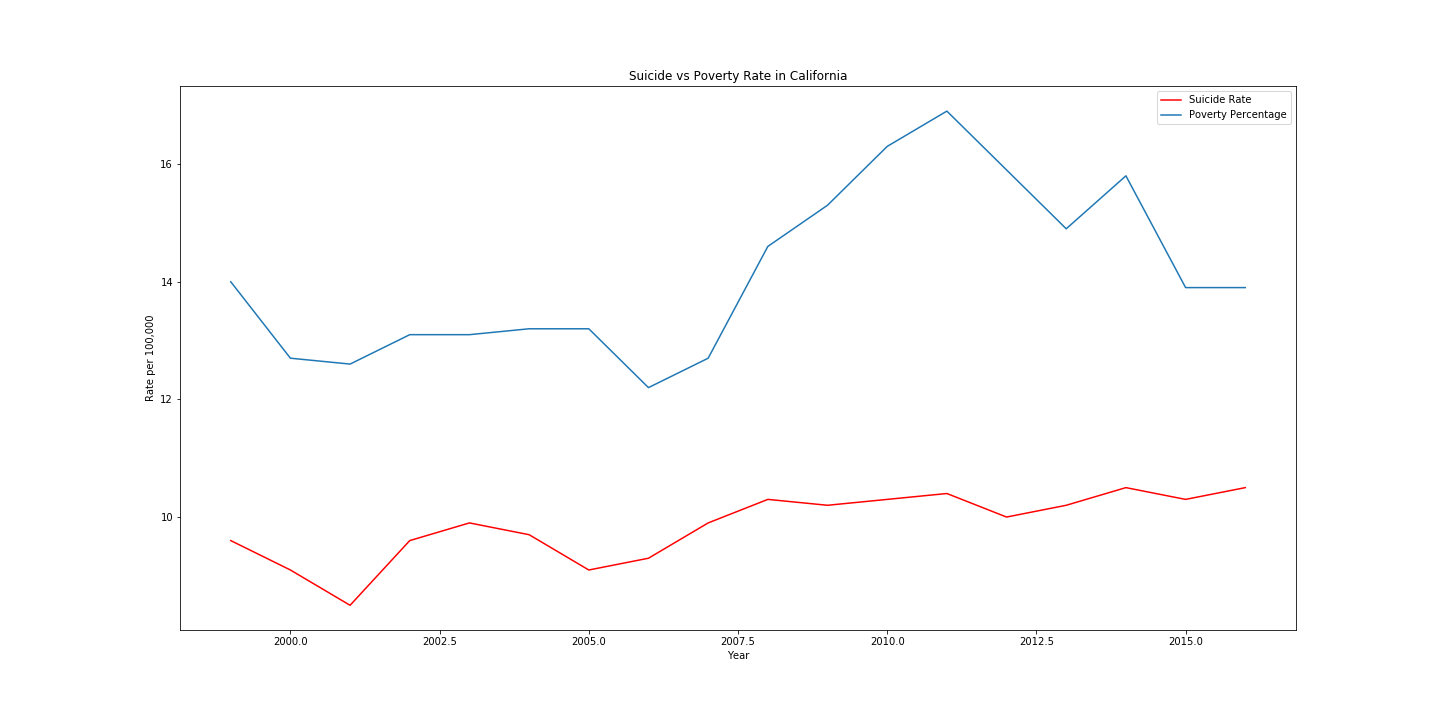 Suicide vs Poverty Rate in California
Suicide Rate
Poverty Percentage
16
14
12
10
Rate per 100,000
2000.0
2002.5
2005.0
2007.5
2010.0
2012.5
2015.0
Year